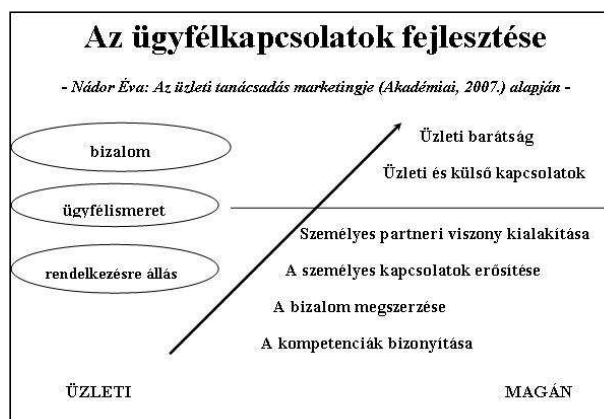 Az ügyfélkapcsolatok fejlesztése
- Nádor Éva: Az üzleti tanácsadás marketingje (Akadémiai, 2007.) alapján -
bizalom
ügyfélismeret
rendelkezésre állás
Üzleti barátság
Üzleti és külső kapcsolatok
Személyes partneri viszony kialakítása
A személyes kapcsolatok erősítése
A bizalom megszerzése
A kompetenciák bizonyítása
ÜZLETI
MAGÁN